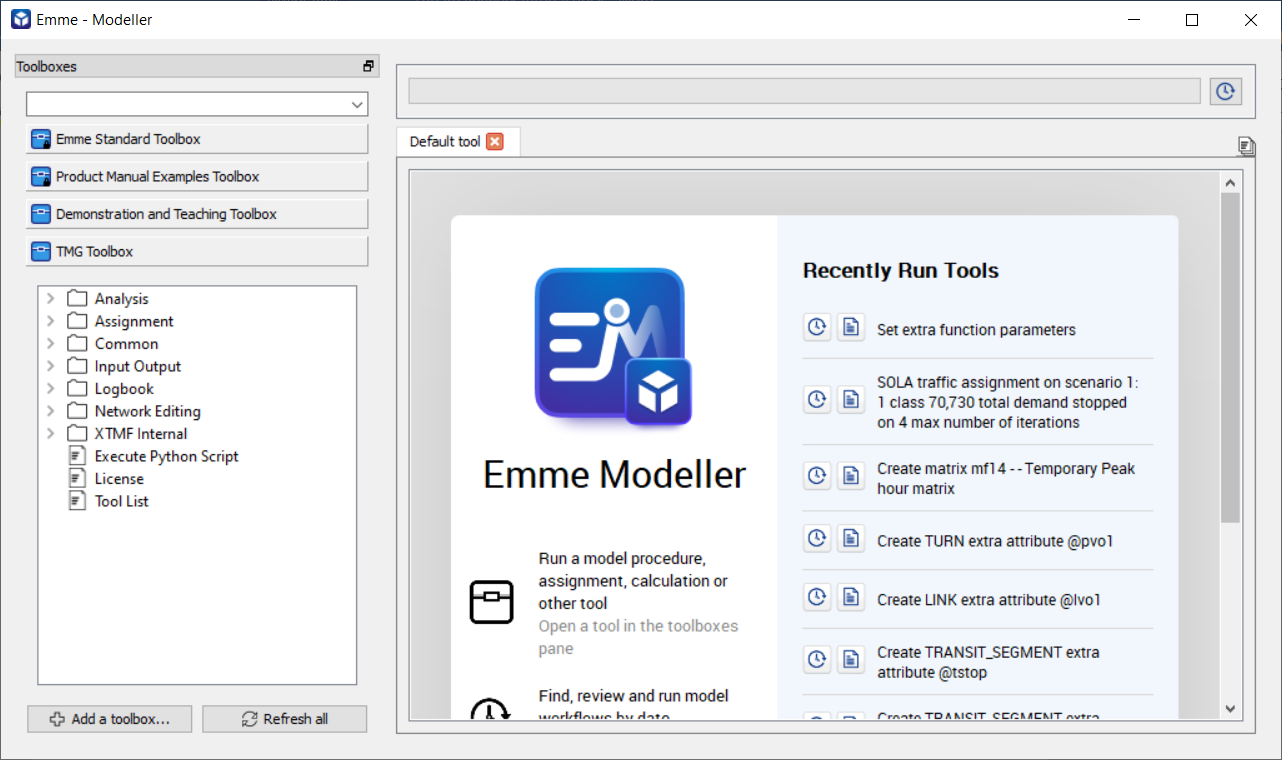 Emme - Modeller
Toolboxes
Emme Standard Toolbox
Product Manual Examples Toolbox
Demonstration and Teaching Toolbox
TMG Toolbox
Analysis
Assignment
Common
Input Output
Logbook
Network Editing
XTMF Internal
Execute Python Script
License
Tool List
Add a toolbox...
Refresh all
Default tool
EM
Emme Modeller
Run a model procedure,
assignment, calculation or
other tool
Open a tool in the toolboxes
pane
Find, review and run model
workflows by date
Recently Run Tools
Set extra function parameters
SOLA traffic assignment on scenario 1:
1 class 70,730 total demand stopped
on 4 max number of iterations
Create matrix mf14 -- Temporary Peak
hour matrix
Create TURN extra attribute @pvo1
Create LINK extra attribute @lvo1
Create TRANSIT_SEGMENT extra
attribute @tstop
Create TRANSIT_SEGMENT extra